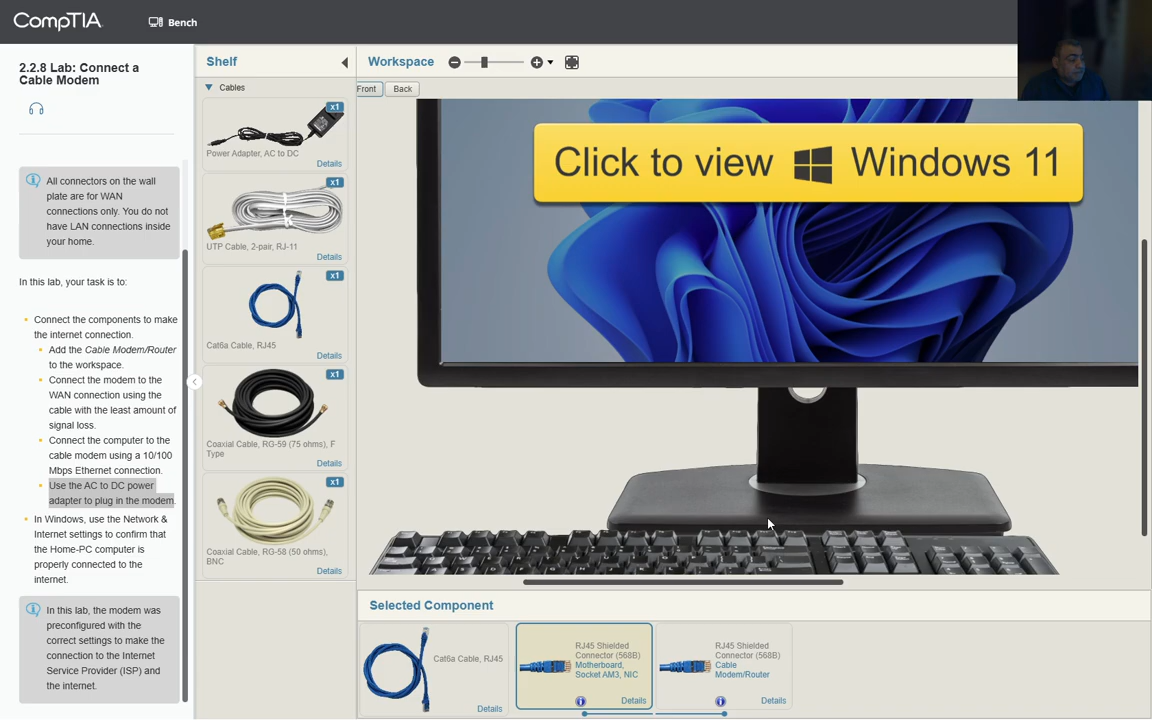 CompTIA.
Bench
2.2.8 Lab: Connect a
Cable Modem
All connectors on the wall
plate are for WAN
connections only. You do not
have LAN connections inside
your home.
In this lab, your task is to:
Connect the components to make
the internet connection.
Add the Cable Modem/Router
to the workspace.
Connect the modem to the
WAN connection using the
cable with the least amount of
signal loss.
Connect the computer to the
cable modem using a 10/100
Mbps Ethernet connection.
Use the AC to DC power
adapter to plug in the modem.
In Windows, use the Network &
Internet settings to confirm that
the Home-PC computer is
properly connected to the
internet.
In this lab, the modem was
preconfigured with the
correct settings to make the
connection to the Internet
Service Provider (ISP) and
the internet.
Shelf
Cables
x1
Power Adapter, AC to DC
Details
x1
UTP Cable, 2-pair, RJ-11
Details
x1
Cat6a Cable, RJ45
Details
x1
Coaxial Cable, RG-59 (75 ohms), F
Type
Details
x1
Coaxial Cable, RG-58 (50 ohms),
BNC
Details
Workspace
Front
Back
Click to view Windows 11
Selected Component
Cat6a Cable, RJ45
Details
RJ45 Shielded
Connector (568B)
Motherboard,
Socket AM3, NIC
Details
RJ45 Shielded
Connector (568B)
Cable
Modem/Router
Details